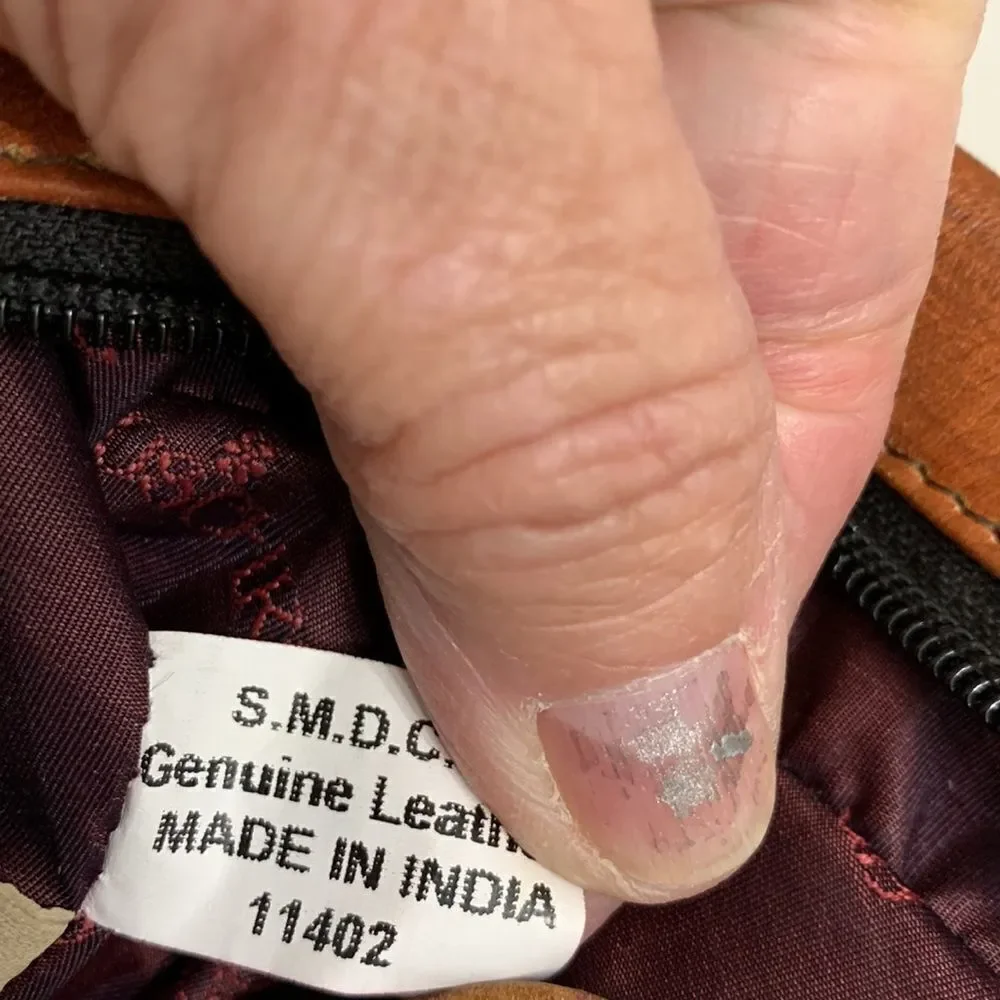 S.M.D.C.
Genuine Leath
MADE IN INDIA
11402